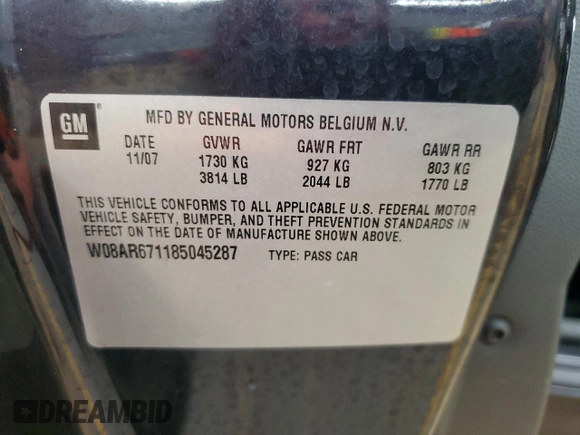 GM
MFD BY GENERAL MOTORS BELGIUM N.V.
DATE GVWR GAWR FRT GAWR RR
11/07 1730 KG 927 KG 803 KG
3814 LB 2044 LB 1770 LB
THIS VEHICLE CONFORMS TO ALL APPLICABLE U.S. FEDERAL MOTOR
VEHICLE SAFETY, BUMPER, AND THEFT PREVENTION STANDARDS IN
EFFECT ON THE DATE OF MANUFACTURE SHOWN ABOVE.
W08AR671185045287 TYPE: PASS CAR
DREAMBID